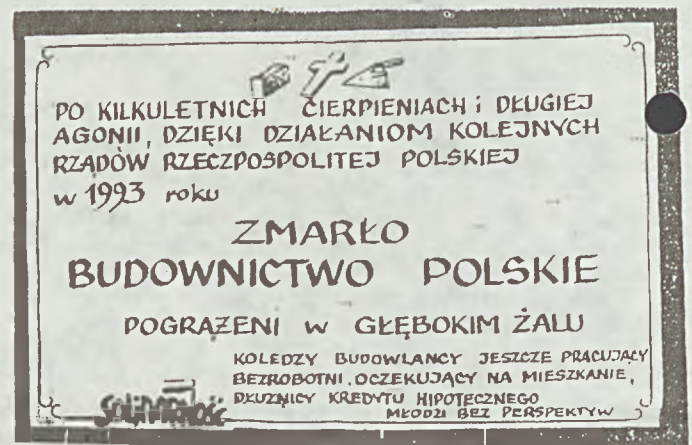 PO KILKULETNICH CIERPIENIACH i DŁUGIEJ
AGONII, DZIĘKI DZIAŁANIOM KOLEJNYCH
RZĄDÓW RZECZPOSPOLITEJ POLSKIEJ
w 1993 roku
ZMARŁO
BUDOWNICTWO POLSKIE
POGRĄŻENI w GŁĘBOKIM ŻALU
KOLEDZY BUDOWLANCY JESZCZE PRACUJĄCY
BEZROBOTNI, OCZEKUJĄCY NA MIESZKANIE,
DŁUŻNICY KREDYTU HIPOTECZNEGO
MŁODZI BEZ PERSPEKTYW
Solidarność